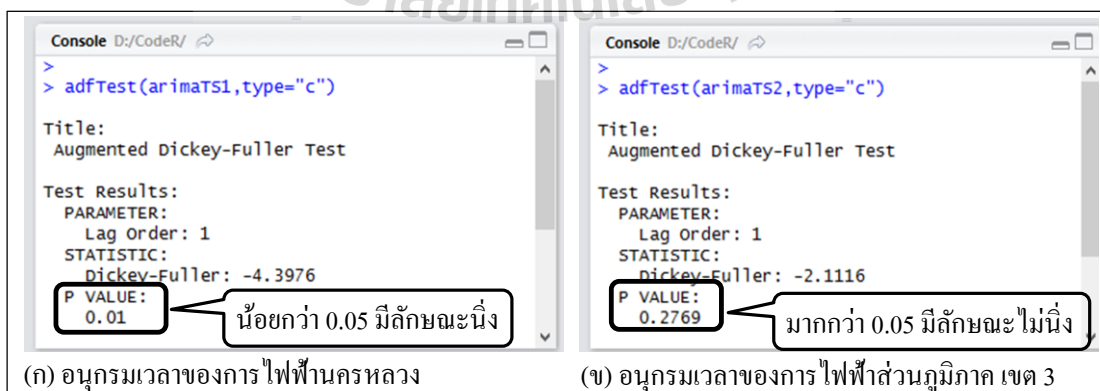 Console D:/CodeR/
>
> adfTest(arimaTS1,type="c")
Title:
Augmented Dickey-Fuller Test
Test Results:
PARAMETER:
Lag Order: 1
STATISTIC:
Dickey-Fuller: -4.3976
P VALUE:
0.01
น้อยกว่า 0.05 มีลักษณะนิ่ง
(ก) อนุกรมเวลาของการไฟฟ้านครหลวง
Console D:/CodeR/
>
> adfTest(arimaTS2,type="c")
Title:
Augmented Dickey-Fuller Test
Test Results:
PARAMETER:
Lag Order: 1
STATISTIC:
Dickey-Fuller: -2.1116
P VALUE:
0.2769
มากกว่า 0.05 มีลักษณะไม่นิ่ง
(ข) อนุกรมเวลาของการไฟฟ้าส่วนภูมิภาค เขต 3